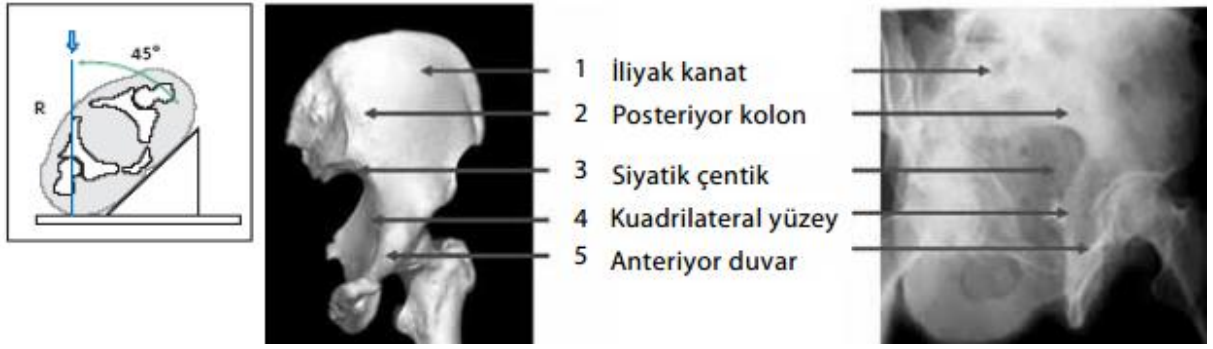 45°
R
1 İliyak kanat
2 Posteriyor kolon
3 Siyatik çentik
4 Kuadrilateral yüzey
5 Anteriyor duvar